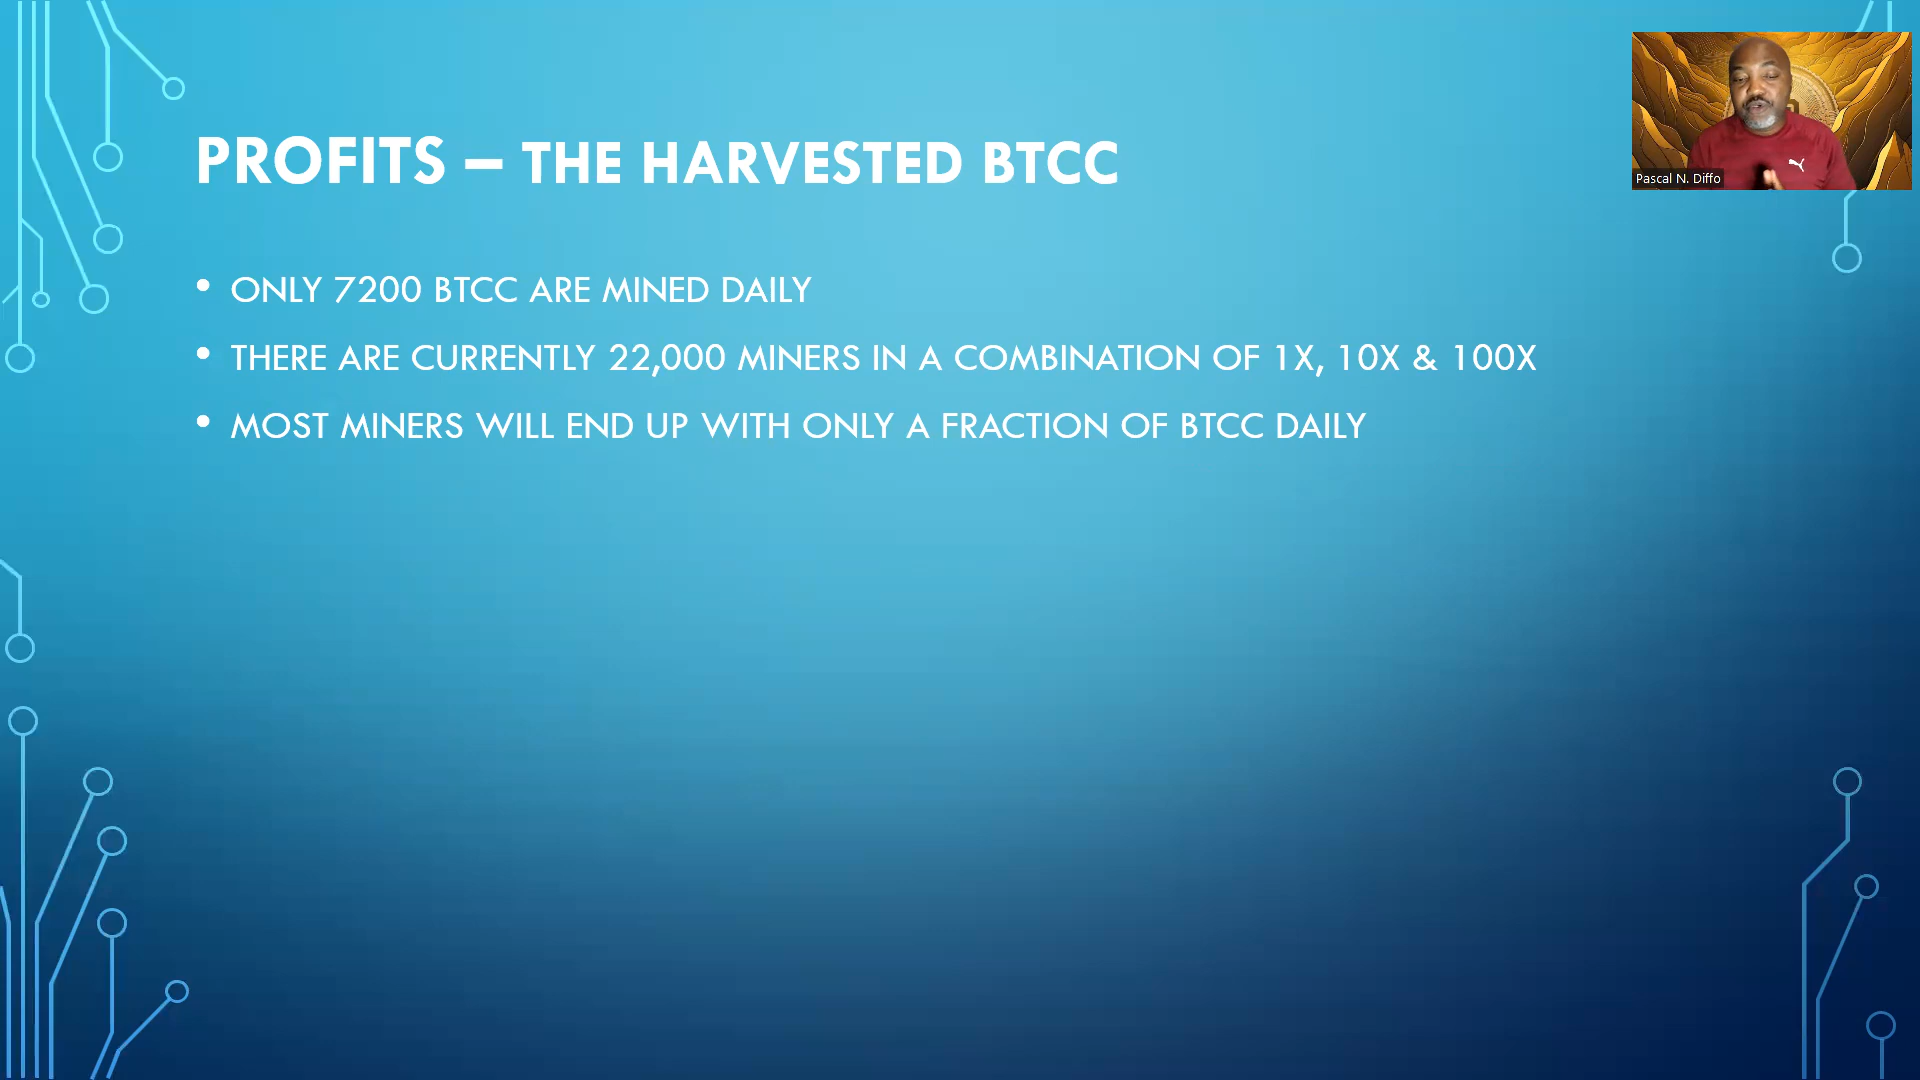 PROFITS – THE HARVESTED BTCC
• ONLY 7200 BTCC ARE MINED DAILY
• THERE ARE CURRENTLY 22,000 MINERS IN A COMBINATION OF 1X, 10X & 100X
• MOST MINERS WILL END UP WITH ONLY A FRACTION OF BTCC DAILY
Pascal N. Diffo